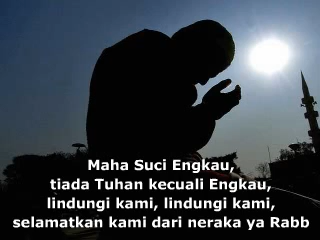 Maha Suci Engkau,
tiada Tuhan kecuali Engkau,
lindungi kami, lindungi kami,
selamatkan kami dari neraka ya Rabb